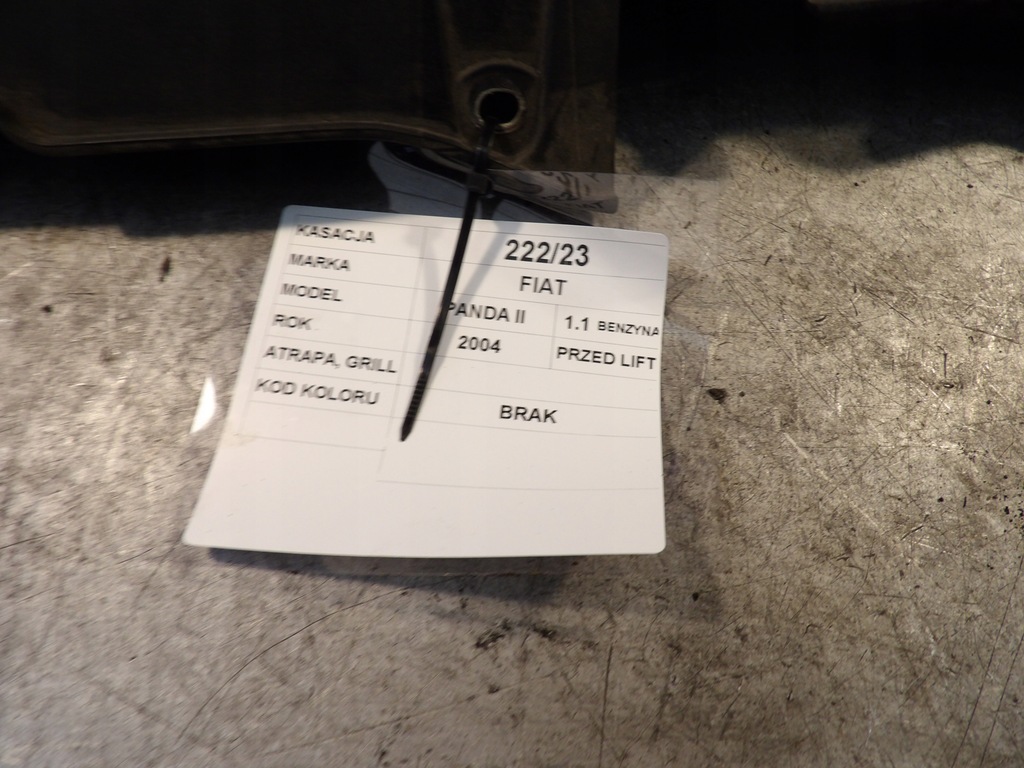 KASACJA 222/23
MARKA FIAT
MODEL PANDA II 1.1 BENZYNA
ROK 2004 PRZED LIFT
ATRAPA, GRILL
KOD KOLORU BRAK